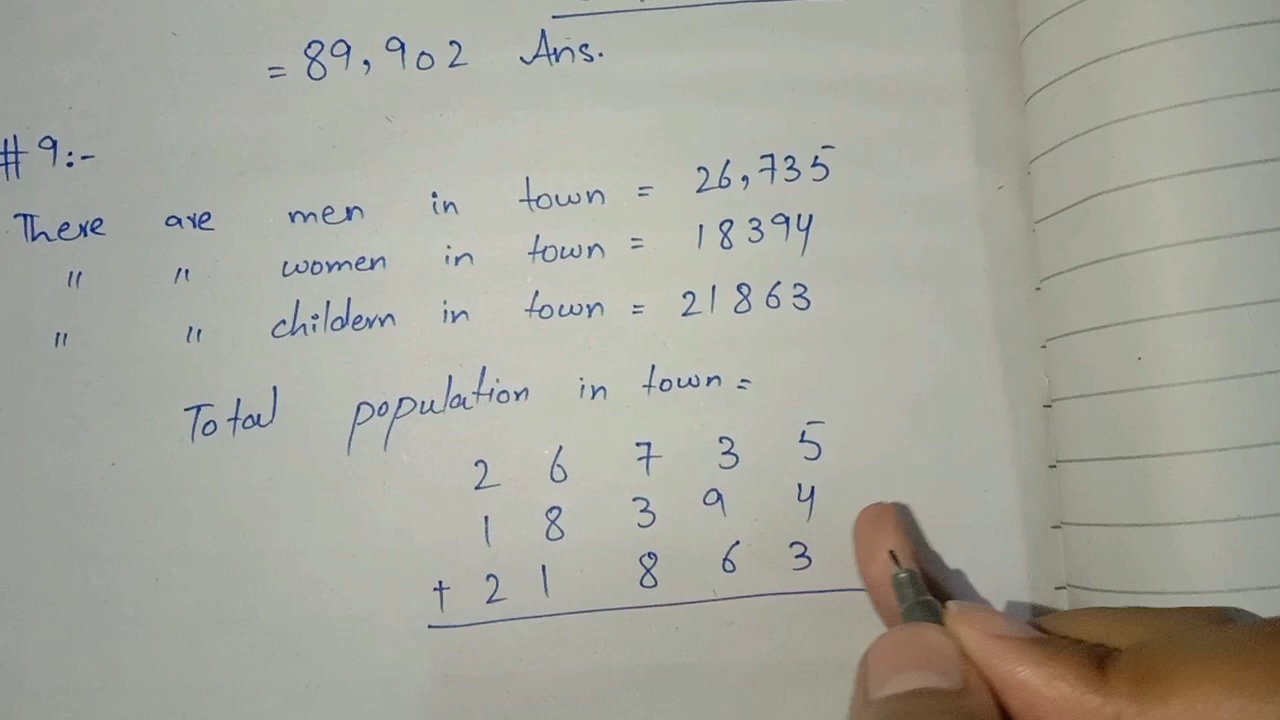 = 89,902 Ans.
# 9:-
There are men in town = 26,735
" " women in town = 18394
" " childern in town = 21863
Total population in town =
2 6 7 3 5
1 8 3 9 4
+ 2 1 8 6 3